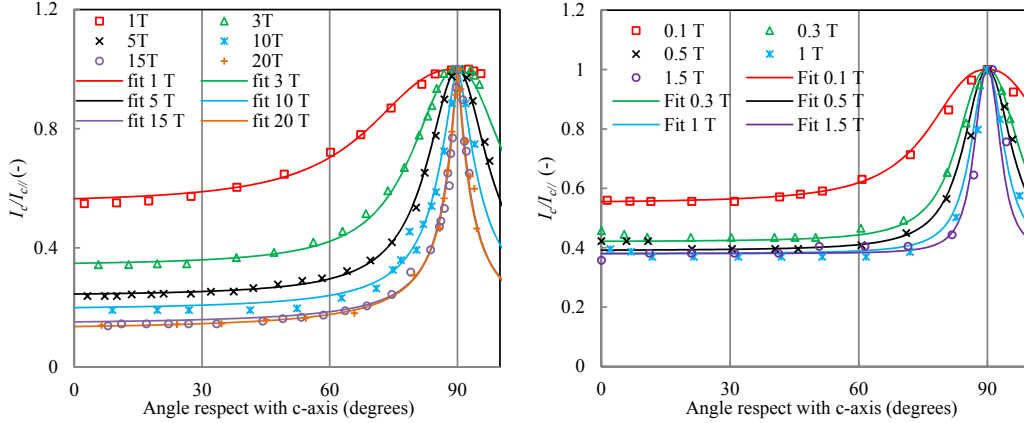 1.2
0.8
0.4
0
Ic/Ic// (-)
1T 3T
5T 10T
15T 20T
fit 1 T fit 3 T
fit 5 T fit 10 T
fit 15 T fit 20 T
0 30 60 90
Angle respect with c-axis (degrees)
1.2
1
0.8
0.6
0.4
0.2
0
Ic/Ic// (-)
0.1 T 0.3 T
0.5 T 1 T
1.5 T Fit 0.1 T
Fit 0.3 T Fit 0.5 T
Fit 1 T Fit 1.5 T
0 30 60 90
Angle respect with c-axis (degrees)